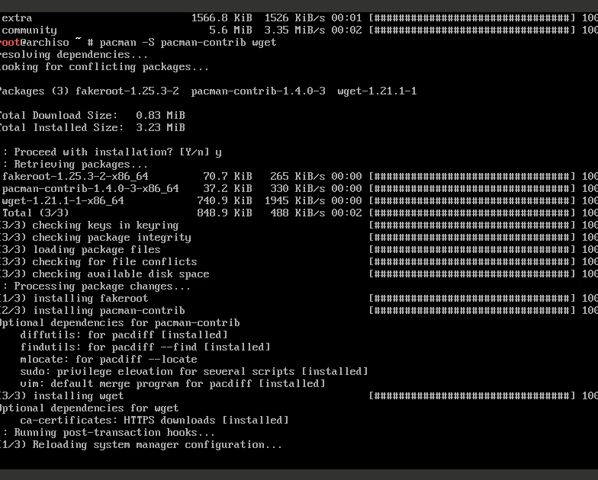 extra 1566.8 KiB 1526 KiB/s 00:01 [######################################] 100
community 5.6 MiB 3.35 MiB/s 00:02 [######################################] 100
root@archiso ~ # pacman -S pacman-contrib wget
resolving dependencies...
looking for conflicting packages...
Packages (3) fakeroot-1.25.3-2 pacman-contrib-1.4.0-3 wget-1.21.1-1
Total Download Size: 0.83 MiB
Total Installed Size: 3.23 MiB
: Proceed with installation? [Y/n] y
: Retrieving packages...
fakeroot-1.25.3-2-x86_64 70.7 KiB 265 KiB/s 00:00 [######################################] 100
pacman-contrib-1.4.0-3-x86_64 37.2 KiB 330 KiB/s 00:00 [######################################] 100
wget-1.21.1-1-x86_64 740.9 KiB 1945 KiB/s 00:00 [######################################] 100
Total (3/3) 848.9 KiB 488 KiB/s 00:02 [######################################] 100
(3/3) checking keys in keyring [######################################] 100
(3/3) checking package integrity [######################################] 100
(3/3) loading package files [######################################] 100
(3/3) checking for file conflicts [######################################] 100
(3/3) checking available disk space [######################################] 100
: Processing package changes...
(1/3) installing fakeroot [######################################] 100
(2/3) installing pacman-contrib [######################################] 100
Optional dependencies for pacman-contrib
diffutils: for pacdiff [installed]
findutils: for pacdiff --find [installed]
mlocate: for pacdiff --locate
sudo: privilege elevation for several scripts [installed]
vim: default merge program for pacdiff [installed]
(3/3) installing wget [######################################] 100
Optional dependencies for wget
ca-certificates: HTTPS downloads [installed]
: Running post-transaction hooks...
(1/3) Reloading system manager configuration...